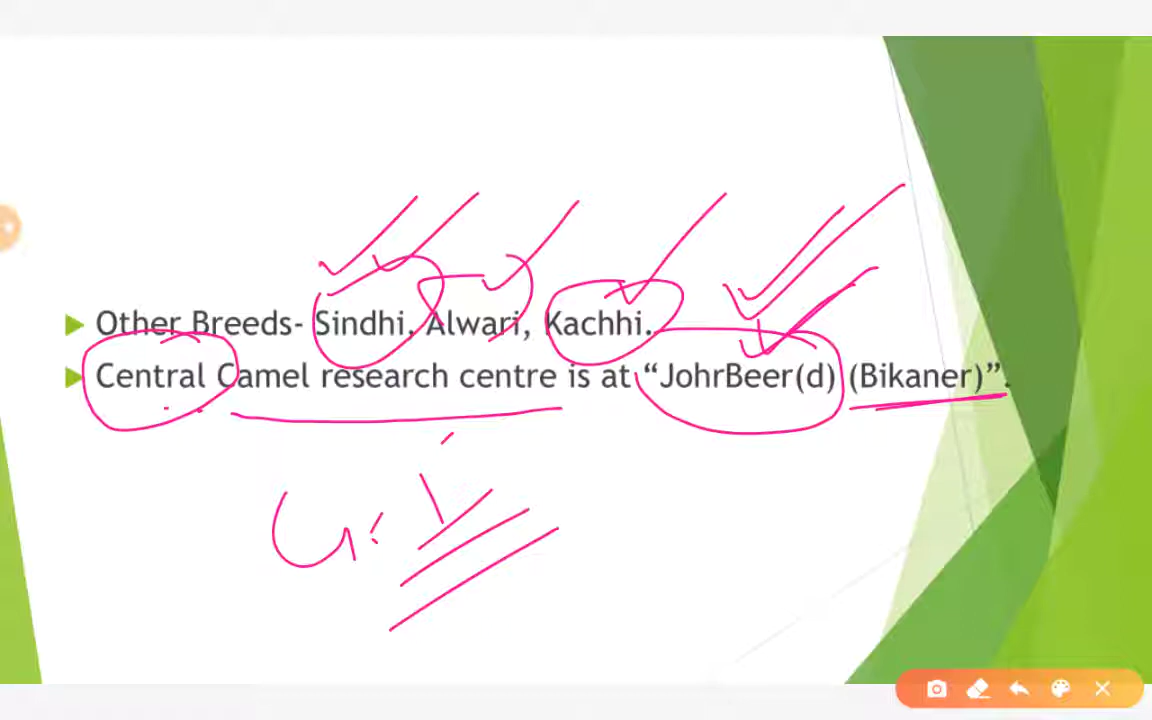 Other Breeds- Sindhi, Alwari, Kachhi.
Central Camel research centre is at “JohrBeer(d) (Bikaner)”.